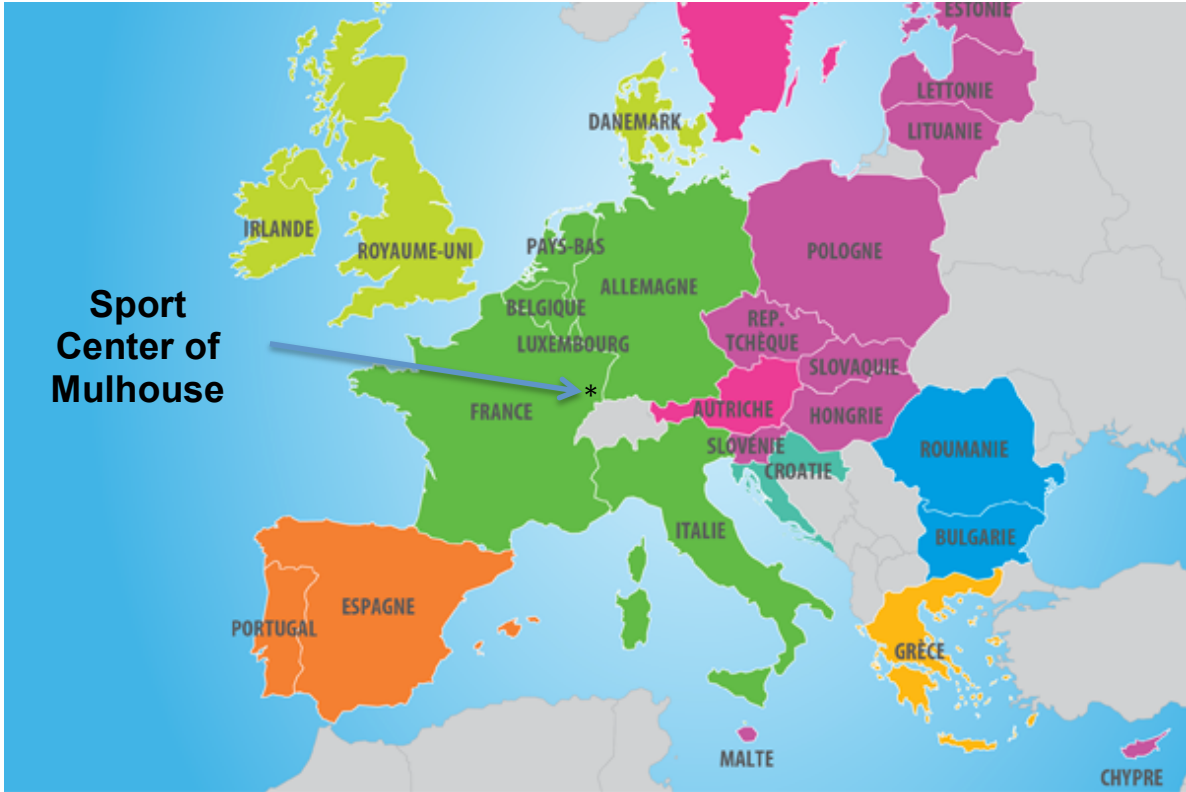 ESTONIE
LETTONIE
LITUANIE
DANEMARK
IRLANDE
ROYAUME-UNI
PAYS-BAS
POLOGNE
ALLEMAGNE
BELGIQUE
Sport
Center of
Mulhouse
REP.
TCHÈQUE
LUXEMBOURG
SLOVAQUIE
*
FRANCE
AUTRICHE
HONGRIE
SLOVÉNIE
CROATIE
ROUMANIE
ITALIE
BULGARIE
ESPAGNE
PORTUGAL
GRÈCE
MALTE
CHYPRE